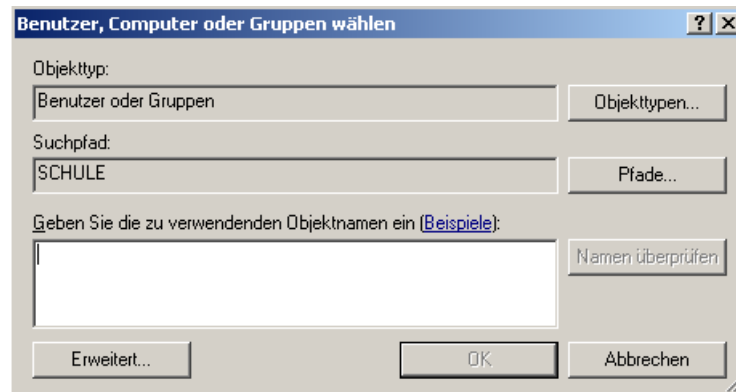 Benutzer, Computer oder Gruppen wählen
Objekttyp:
Benutzer oder Gruppen
Objekttypen...
Suchpfad:
SCHULE
Pfade...
Geben Sie die zu verwendenden Objektnamen ein (Beispiele):
Namen überprüfen
Erweitert...
OK
Abbrechen